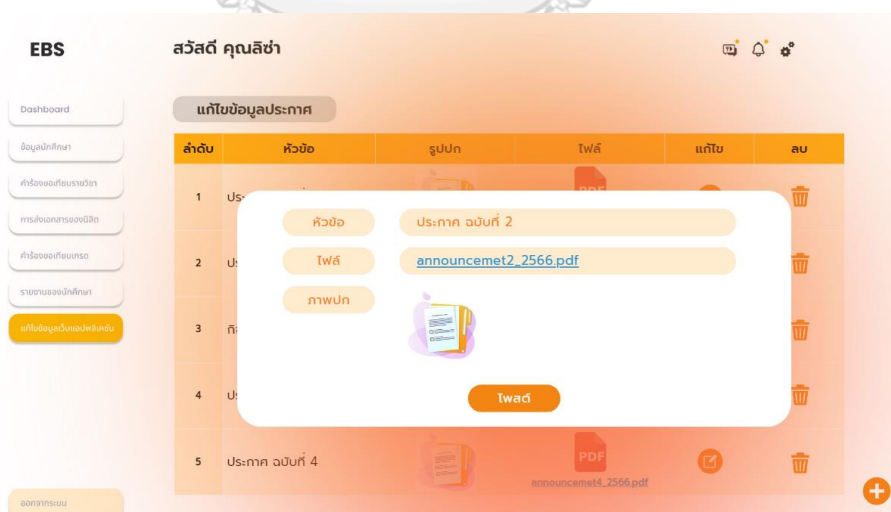 EBS
สวัสดี คุณลิซ่า
Dashboard
ข้อมูลนักศึกษา
คำร้องขอเทียบรายวิชา
การส่งเอกสารของนิสิต
คำร้องขอเทียบเกรด
รายงานของนักศึกษา
แก้ไขข้อมูลเว็บแอปพลิเคชัน
ออกจากระบบ
แก้ไขข้อมูลประกาศ
ลำดับ หัวข้อ รูปปก ไฟล์ แก้ไข ลบ
1
2
3
4
5 ประกาศ ฉบับที่ 4 PDF announcemet4_2566.pdf
หัวข้อ ประกาศ ฉบับที่ 2
ไฟล์ announcemet2_2566.pdf
ภาพปก
โพสต์